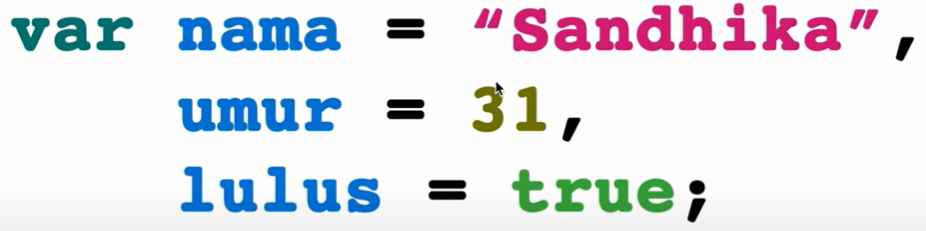 var nama = “Sandhika”,
umur = 31,
lulus = true;